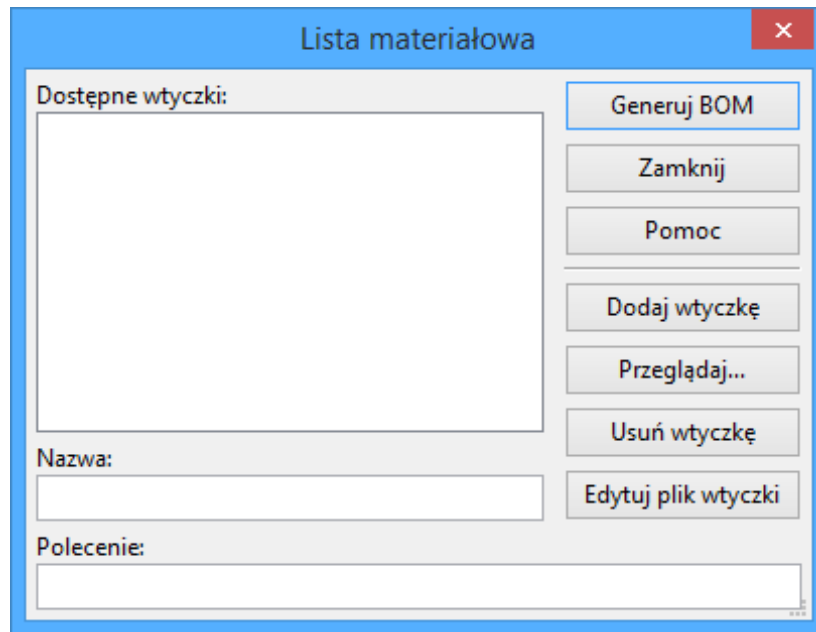 Lista materiałowa
Dostępne wtyczki:
Generuj BOM
Zamknij
Pomoc
Dodaj wtyczkę
Przeglądaj...
Usuń wtyczkę
Edytuj plik wtyczki
Nazwa:
Polecenie: